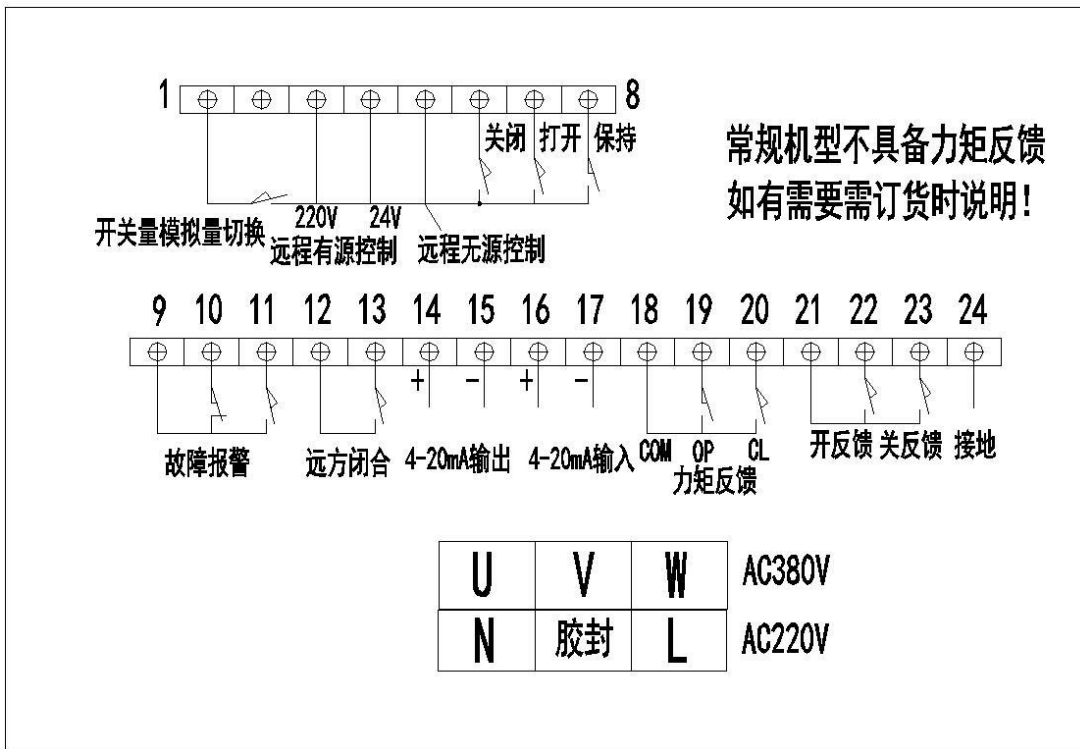 1 8
关闭 打开 保持
常规机型不具备力矩反馈
如有需要需订货时说明!
开关量模拟量切换 220V 24V
远程有源控制 远程无源控制
9 10 11 12 13 14 15 16 17 18 19 20 21 22 23 24
+ - + -
故障报警 远方闭合 4-20mA输出 4-20mA输入 COM OP CL 开反馈 关反馈 接地
力矩反馈
U V W AC380V
N 胶封 L AC220V